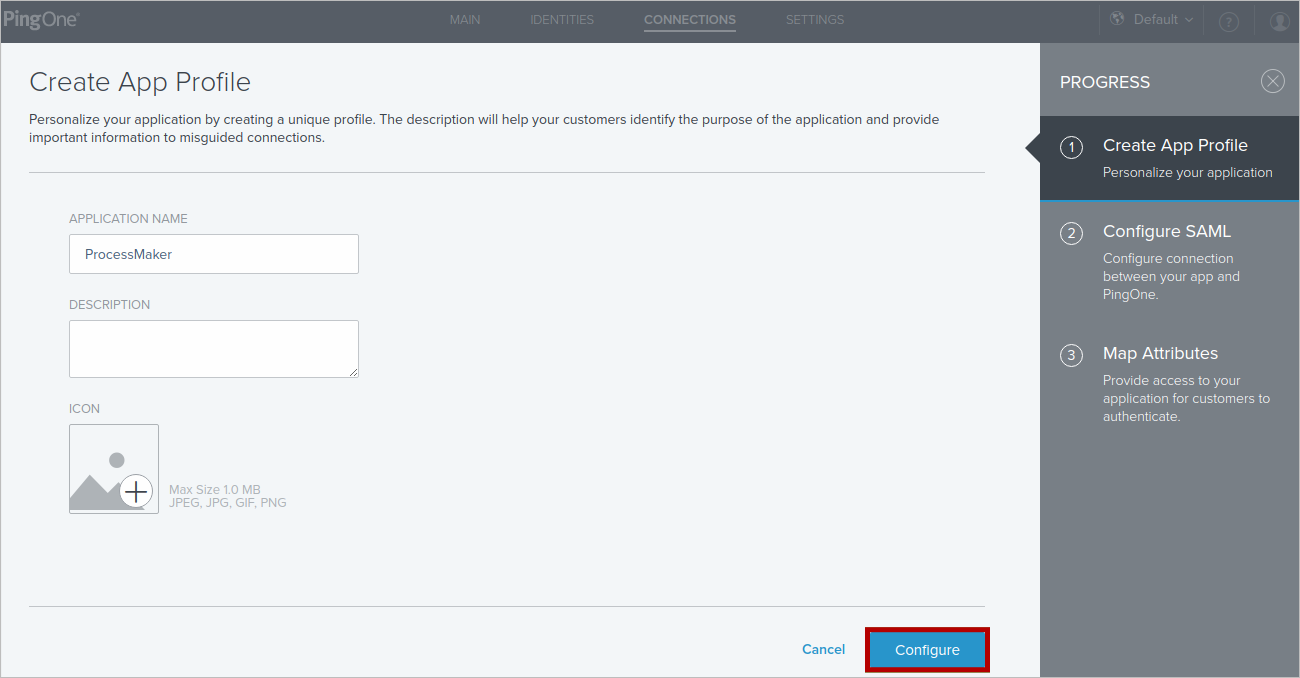 PingOne
MAIN
IDENTITIES
CONNECTIONS
SETTINGS
Default
?
Create App Profile
Personalize your application by creating a unique profile. The description will help your customers identify the purpose of the application and provide
important information to misguided connections.
APPLICATION NAME
ProcessMaker
DESCRIPTION
ICON
Max Size 1.0 MB
JPEG, JPG, GIF, PNG
Cancel
Configure
PROGRESS
1
Create App Profile
Personalize your application
2
Configure SAML
Configure connection
between your app and
PingOne.
3
Map Attributes
Provide access to your
application for customers to
authenticate.